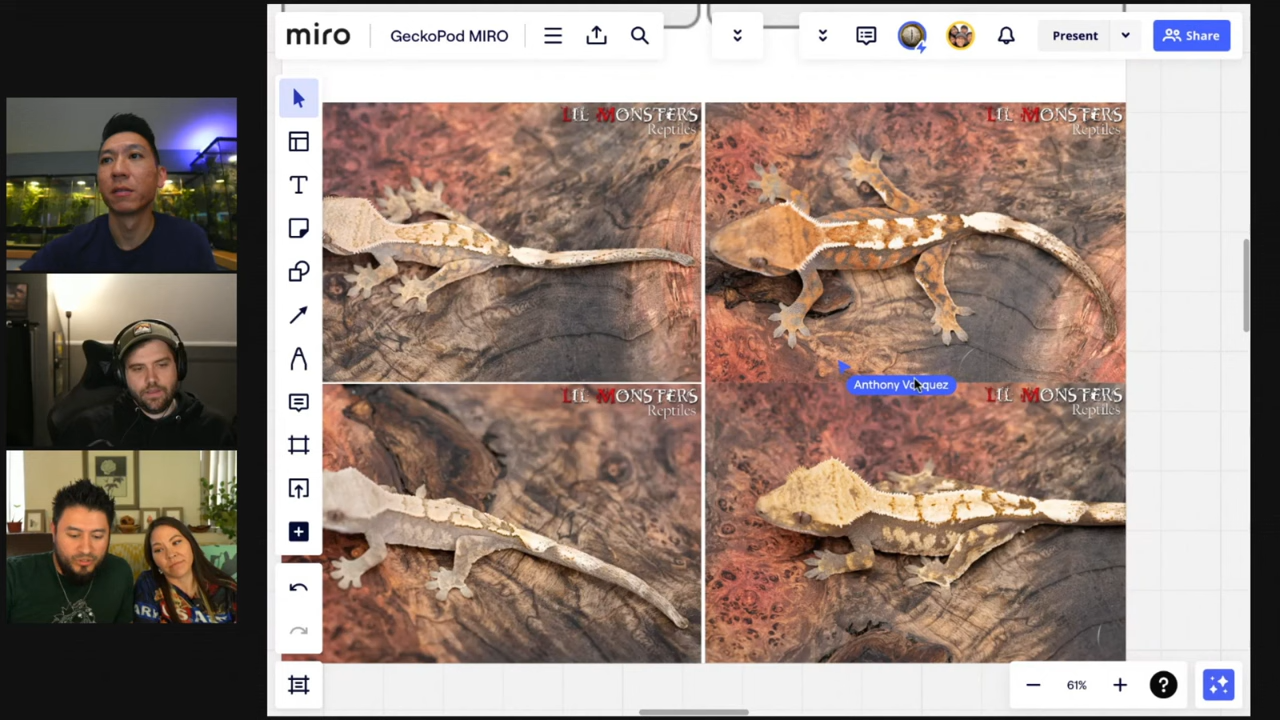 miro
GeckoPod MIRO
Present
Share
LIL MONSTERS
Reptiles
LIL MONSTERS
Reptiles
Anthony Vazquez
LIL MONSTERS
Reptiles
LIL MONSTERS
Reptiles
61%